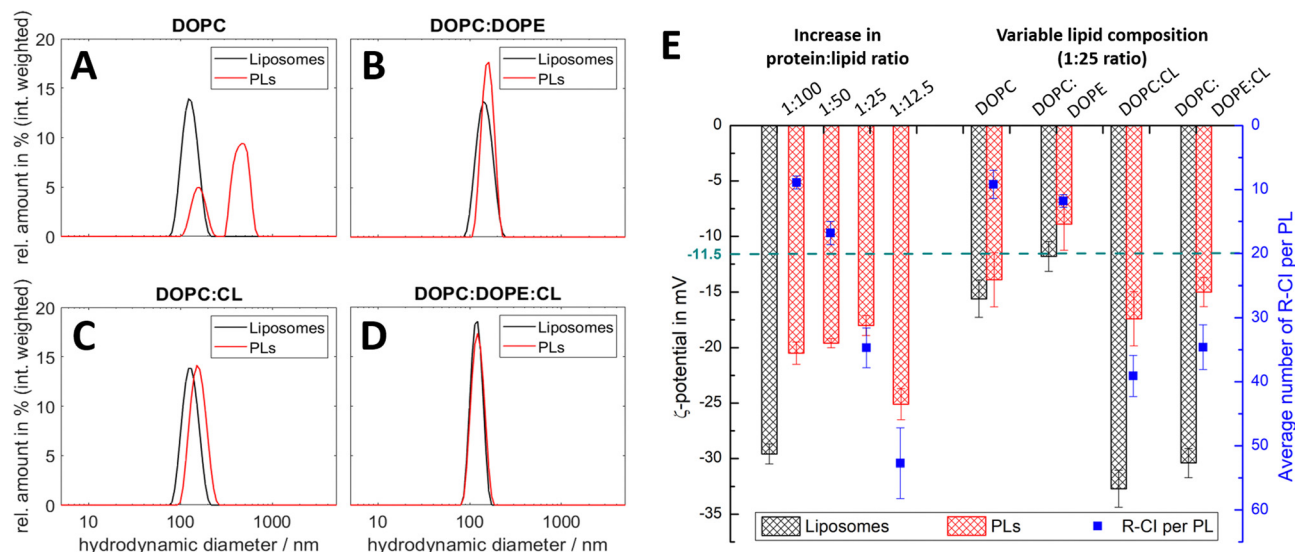 DOPC
A
Liposomes
PLs
20
15
10
5
0
rel. amount in % (int. weighted)
DOPC:DOPE
B
Liposomes
PLs
DOPC:CL
C
Liposomes
PLs
20
15
10
5
0
rel. amount in % (int. weighted)
10 100 1000
hydrodynamic diameter / nm
DOPC:DOPE:CL
D
Liposomes
PLs
10 100 1000
hydrodynamic diameter / nm
E
Increase in
protein:lipid ratio
1:100
1:50
1:25
1:12.5
Variable lipid composition
(1:25 ratio)
DOPC
DOPC:
DOPE
DOPC:CL
DOPC:
DOPE:CL
0
-5
-10
-11.5
-15
-20
-25
-30
-35
ζ-potential in mV
0
10
20
30
40
50
60
Average number of R-CI per PL
Liposomes PLs R-CI per PL